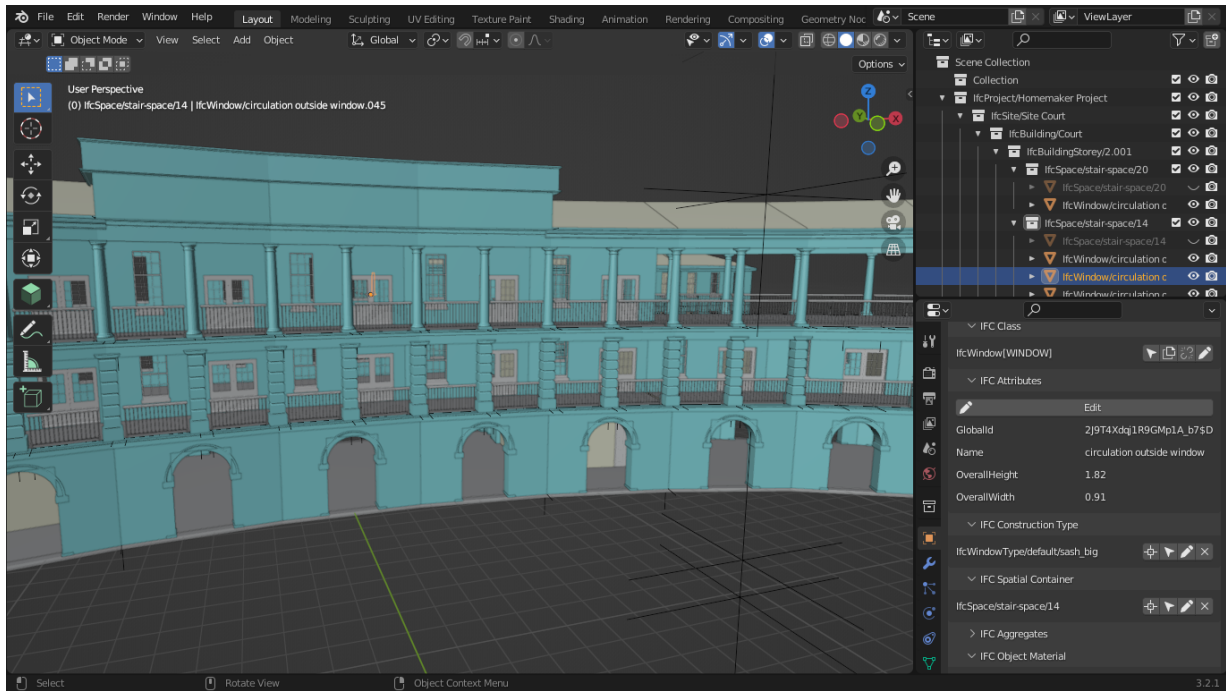 File Edit Render Window Help Layout Modeling Sculpting UV Editing Texture Paint Shading Animation Rendering Compositing Geometry Noc Scene ViewLayer
Object Mode View Select Add Object Global
Options
User Perspective
(0) IfcSpace/stair-space/14 | IfcWindow/circulation outside window.045
Z
Y
X
Scene Collection
Collection
IfcProject/Homemaker Project
IfcSite/Site Court
IfcBuilding/Court
IfcBuildingStorey/2.001
IfcSpace/stair-space/20
IfcSpace/stair-space/20
IfcWindow/circulation c
IfcSpace/stair-space/14
IfcSpace/stair-space/14
IfcWindow/circulation c
IfcWindow/circulation c
IfcWindow/circulation c
IFC Class
IfcWindow[WINDOW]
IFC Attributes
Edit
GlobalId 2J9T4Xdqj1R9GMp1A_b7$D
Name circulation outside window
OverallHeight 1.82
OverallWidth 0.91
IFC Construction Type
IfcWindowType/default/sash_big
IFC Spatial Container
IfcSpace/stair-space/14
IFC Aggregates
IFC Object Material
Select Rotate View Object Context Menu 3.2.1